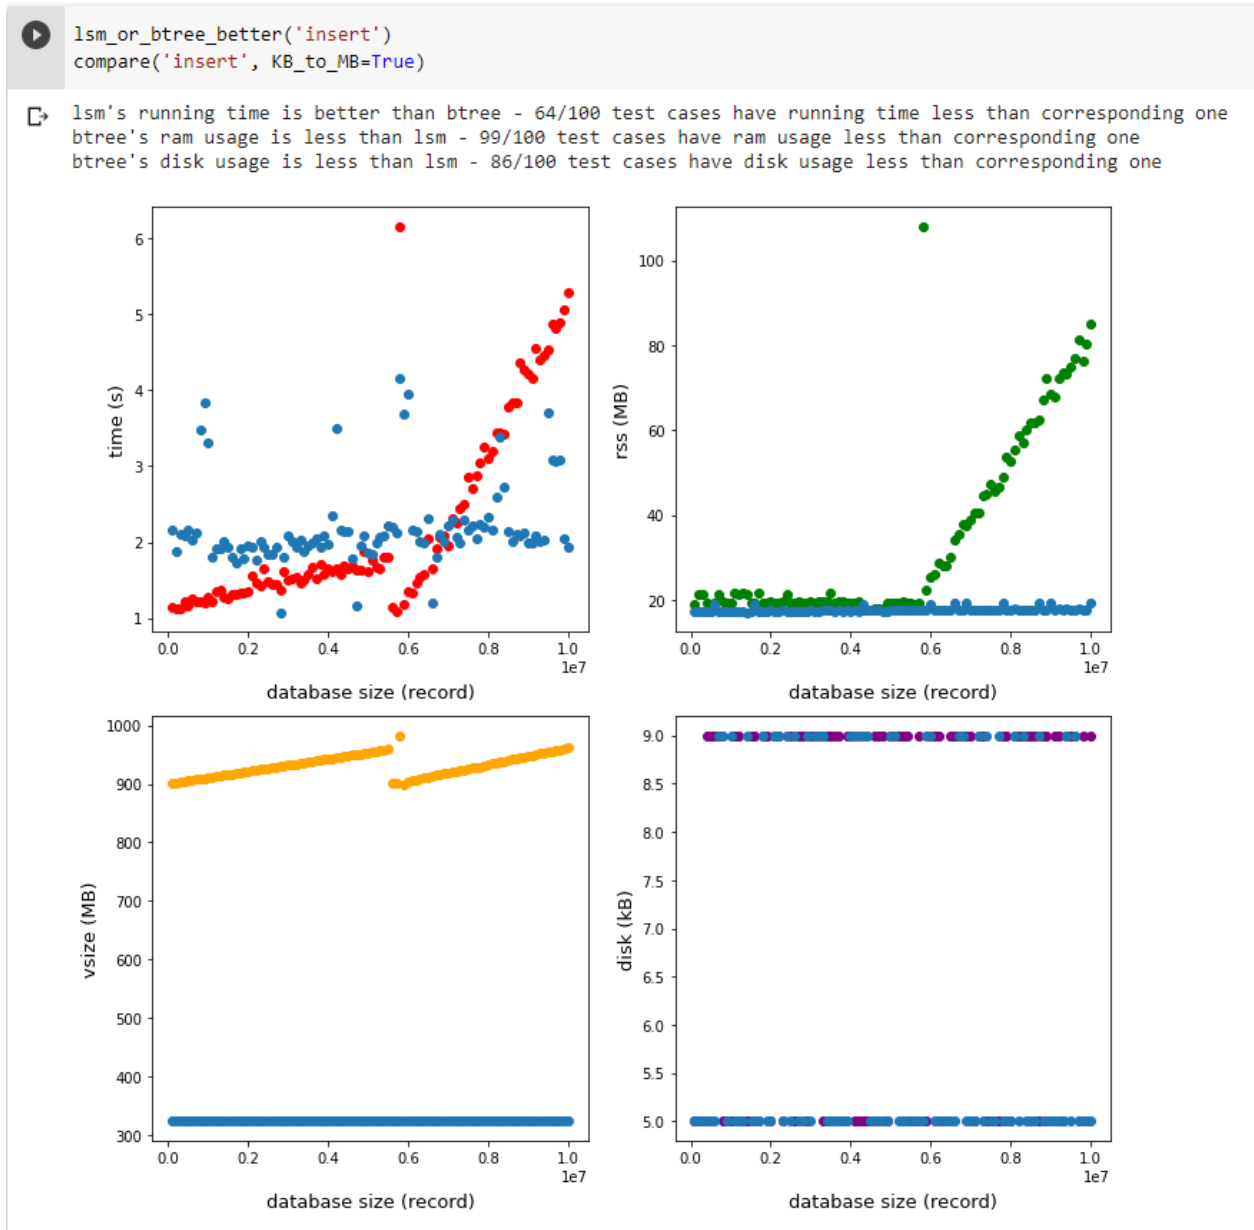 lsm_or_btree_better('insert')
compare('insert', KB_to_MB=True)
lsm's running time is better than btree - 64/100 test cases have running time less than corresponding one
btree's ram usage is less than lsm - 99/100 test cases have ram usage less than corresponding one
btree's disk usage is less than lsm - 86/100 test cases have disk usage less than corresponding one
6
5
4
3
2
1
time (s)
0.0 0.2 0.4 0.6 0.8 1.0
1e7
database size (record)
100
80
60
40
20
rss (MB)
0.0 0.2 0.4 0.6 0.8 1.0
1e7
database size (record)
1000
900
800
700
600
500
400
300
vsize (MB)
0.0 0.2 0.4 0.6 0.8 1.0
1e7
database size (record)
9.0
8.5
8.0
7.5
7.0
6.5
6.0
5.5
5.0
disk (kB)
0.0 0.2 0.4 0.6 0.8 1.0
1e7
database size (record)